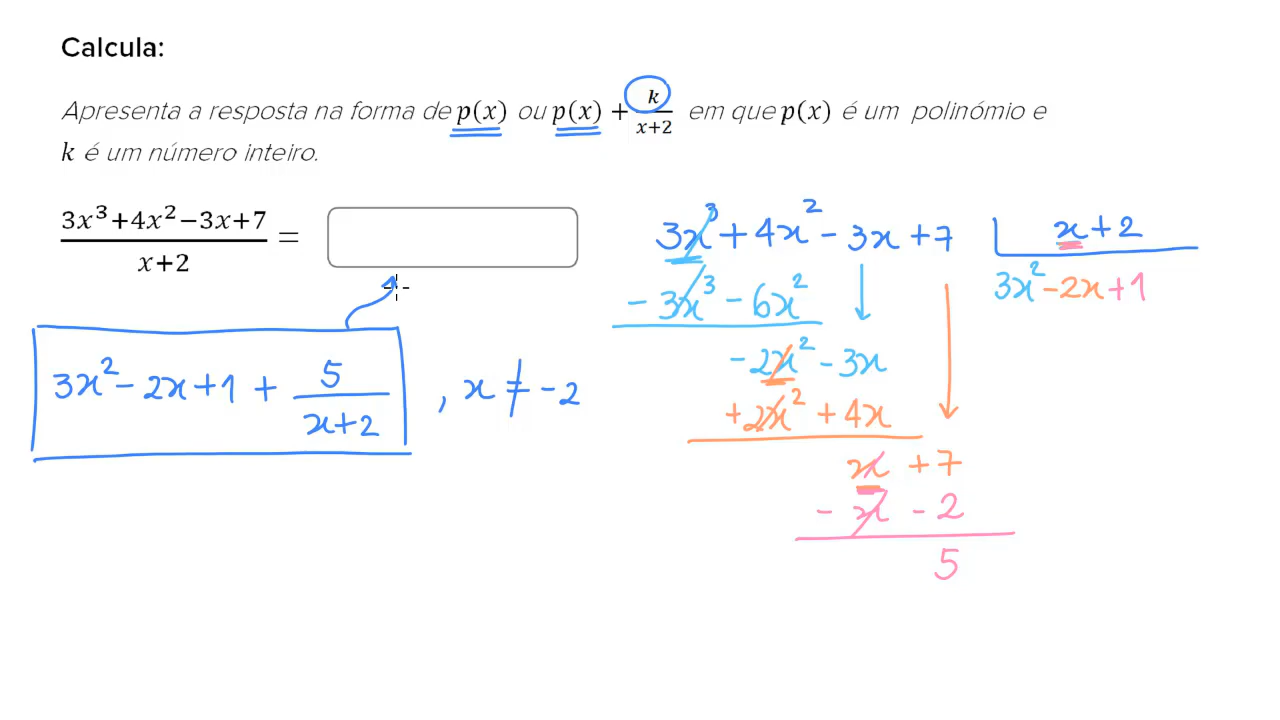 Calcula:
Apresenta a resposta na forma de p(x) ou p(x) + k/(x+2) em que p(x) é um polinómio e
k é um número inteiro.
(3x³+4x²−3x+7)/(x+2) =
3x³ + 4x² - 3x + 7 | x + 2
- 3x³ - 6x² 3x² - 2x + 1
- 2x² - 3x
+ 2x² + 4x
x + 7
- x - 2
5
3x² - 2x + 1 + 5/(x+2) , x ≠ -2